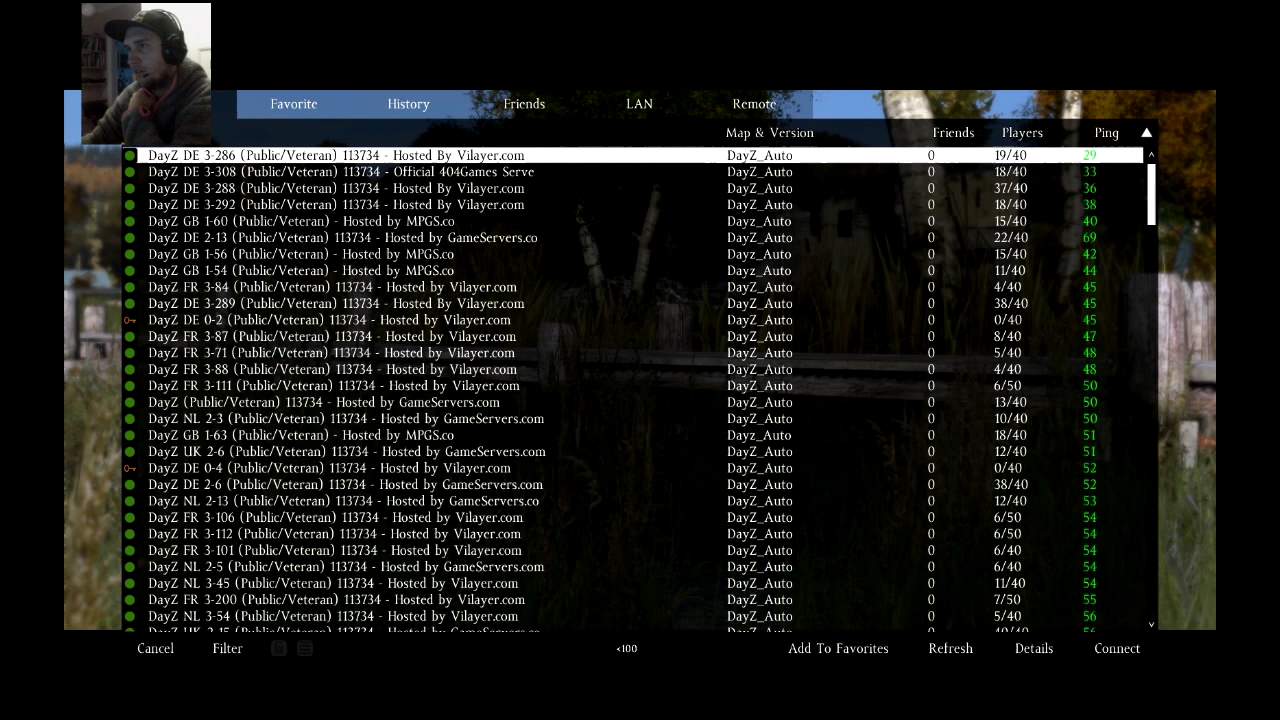 Favorite History Friends LAN Remote
Map & Version Friends Players Ping
DayZ DE 3-286 (Public/Veteran) 113734 - Hosted By Vilayer.com DayZ_Auto 0 19/40 29
DayZ DE 3-308 (Public/Veteran) 113734 - Official 404Games Serve DayZ_Auto 0 18/40 33
DayZ DE 3-288 (Public/Veteran) 113734 - Hosted By Vilayer.com DayZ_Auto 0 37/40 36
DayZ DE 3-292 (Public/Veteran) 113734 - Hosted By Vilayer.com DayZ_Auto 0 18/40 38
DayZ GB 1-60 (Public/Veteran) - Hosted by MPGS.co Dayz_Auto 0 15/40 40
DayZ DE 2-13 (Public/Veteran) 113734 - Hosted by GameServers.co DayZ_Auto 0 22/40 69
DayZ GB 1-56 (Public/Veteran) - Hosted by MPGS.co Dayz_Auto 0 15/40 42
DayZ GB 1-54 (Public/Veteran) - Hosted by MPGS.co Dayz_Auto 0 11/40 44
DayZ FR 3-84 (Public/Veteran) 113734 - Hosted by Vilayer.com DayZ_Auto 0 4/40 45
DayZ DE 3-289 (Public/Veteran) 113734 - Hosted By Vilayer.com DayZ_Auto 0 38/40 45
DayZ DE 0-2 (Public/Veteran) 113734 - Hosted by Vilayer.com DayZ_Auto 0 0/40 45
DayZ FR 3-87 (Public/Veteran) 113734 - Hosted by Vilayer.com DayZ_Auto 0 8/40 47
DayZ FR 3-71 (Public/Veteran) 113734 - Hosted by Vilayer.com DayZ_Auto 0 5/40 48
DayZ FR 3-88 (Public/Veteran) 113734 - Hosted by Vilayer.com DayZ_Auto 0 4/40 48
DayZ FR 3-111 (Public/Veteran) 113734 - Hosted by Vilayer.com DayZ_Auto 0 6/50 50
DayZ (Public/Veteran) 113734 - Hosted by GameServers.com DayZ_Auto 0 13/40 50
DayZ NL 2-3 (Public/Veteran) 113734 - Hosted by GameServers.com DayZ_Auto 0 10/40 50
DayZ GB 1-63 (Public/Veteran) - Hosted by MPGS.co Dayz_Auto 0 18/40 51
DayZ UK 2-6 (Public/Veteran) 113734 - Hosted by GameServers.com DayZ_Auto 0 12/40 51
DayZ DE 0-4 (Public/Veteran) 113734 - Hosted by Vilayer.com DayZ_Auto 0 0/40 52
DayZ DE 2-6 (Public/Veteran) 113734 - Hosted by GameServers.com DayZ_Auto 0 38/40 52
DayZ NL 2-13 (Public/Veteran) 113734 - Hosted by GameServers.co DayZ_Auto 0 12/40 53
DayZ FR 3-106 (Public/Veteran) 113734 - Hosted by Vilayer.com DayZ_Auto 0 6/50 54
DayZ FR 3-112 (Public/Veteran) 113734 - Hosted by Vilayer.com DayZ_Auto 0 6/50 54
DayZ FR 3-101 (Public/Veteran) 113734 - Hosted by Vilayer.com DayZ_Auto 0 6/40 54
DayZ NL 2-5 (Public/Veteran) 113734 - Hosted by GameServers.com DayZ_Auto 0 6/40 54
DayZ NL 3-45 (Public/Veteran) 113734 - Hosted by Vilayer.com DayZ_Auto 0 11/40 54
DayZ FR 3-200 (Public/Veteran) 113734 - Hosted by Vilayer.com DayZ_Auto 0 7/50 55
DayZ NL 3-54 (Public/Veteran) 113734 - Hosted by Vilayer.com DayZ_Auto 0 5/40 56
Cancel Filter <100 Add To Favorites Refresh Details Connect